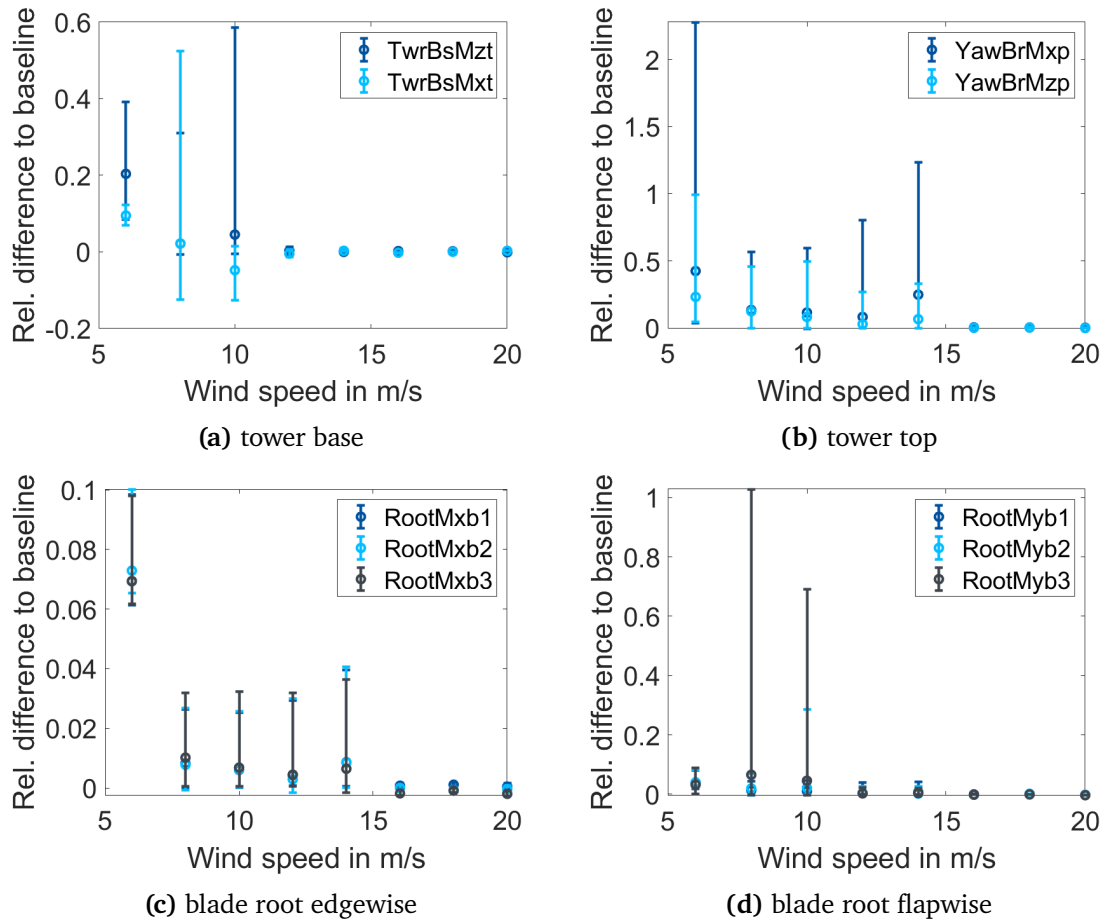 Rel. difference to baseline
0.6
0.4
0.2
0
-0.2
TwrBsMzt
TwrBsMxt
5
10
15
20
Wind speed in m/s
(a) tower base
Rel. difference to baseline
2
1.5
1
0.5
0
YawBrMxp
YawBrMzp
5
10
15
20
Wind speed in m/s
(b) tower top
Rel. difference to baseline
0.1
0.08
0.06
0.04
0.02
0
RootMxb1
RootMxb2
RootMxb3
5
10
15
20
Wind speed in m/s
(c) blade root edgewise
Rel. difference to baseline
1
0.8
0.6
0.4
0.2
0
RootMyb1
RootMyb2
RootMyb3
5
10
15
20
Wind speed in m/s
(d) blade root flapwise